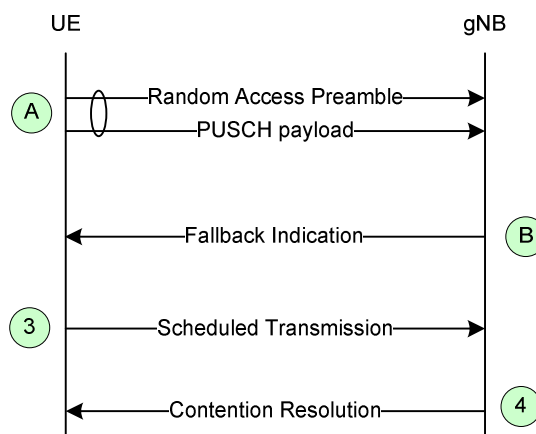 UE
gNB
A
Random Access Preamble
PUSCH payload
Fallback Indication
B
3
Scheduled Transmission
4
Contention Resolution